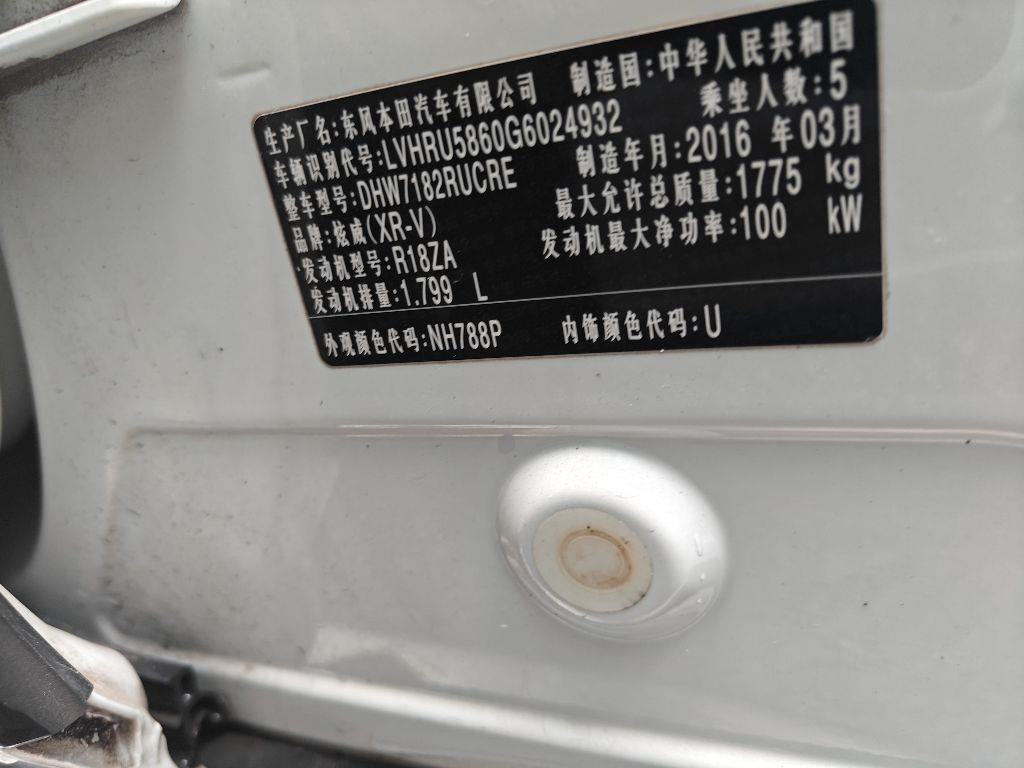 生产厂名:东风本田汽车有限公司 制造国:中华人民共和国
车辆识别代号:LVHRU5860G6024932 乘坐人数:5
整车型号:DHW7182RUCRE 制造年月:2016 年03月
品牌:炫威(XR-V) 最大允许总质量:1775 kg
发动机型号:R18ZA 发动机最大净功率:100 kW
发动机排量:1.799 L
外观颜色代码:NH788P 内饰颜色代码:U